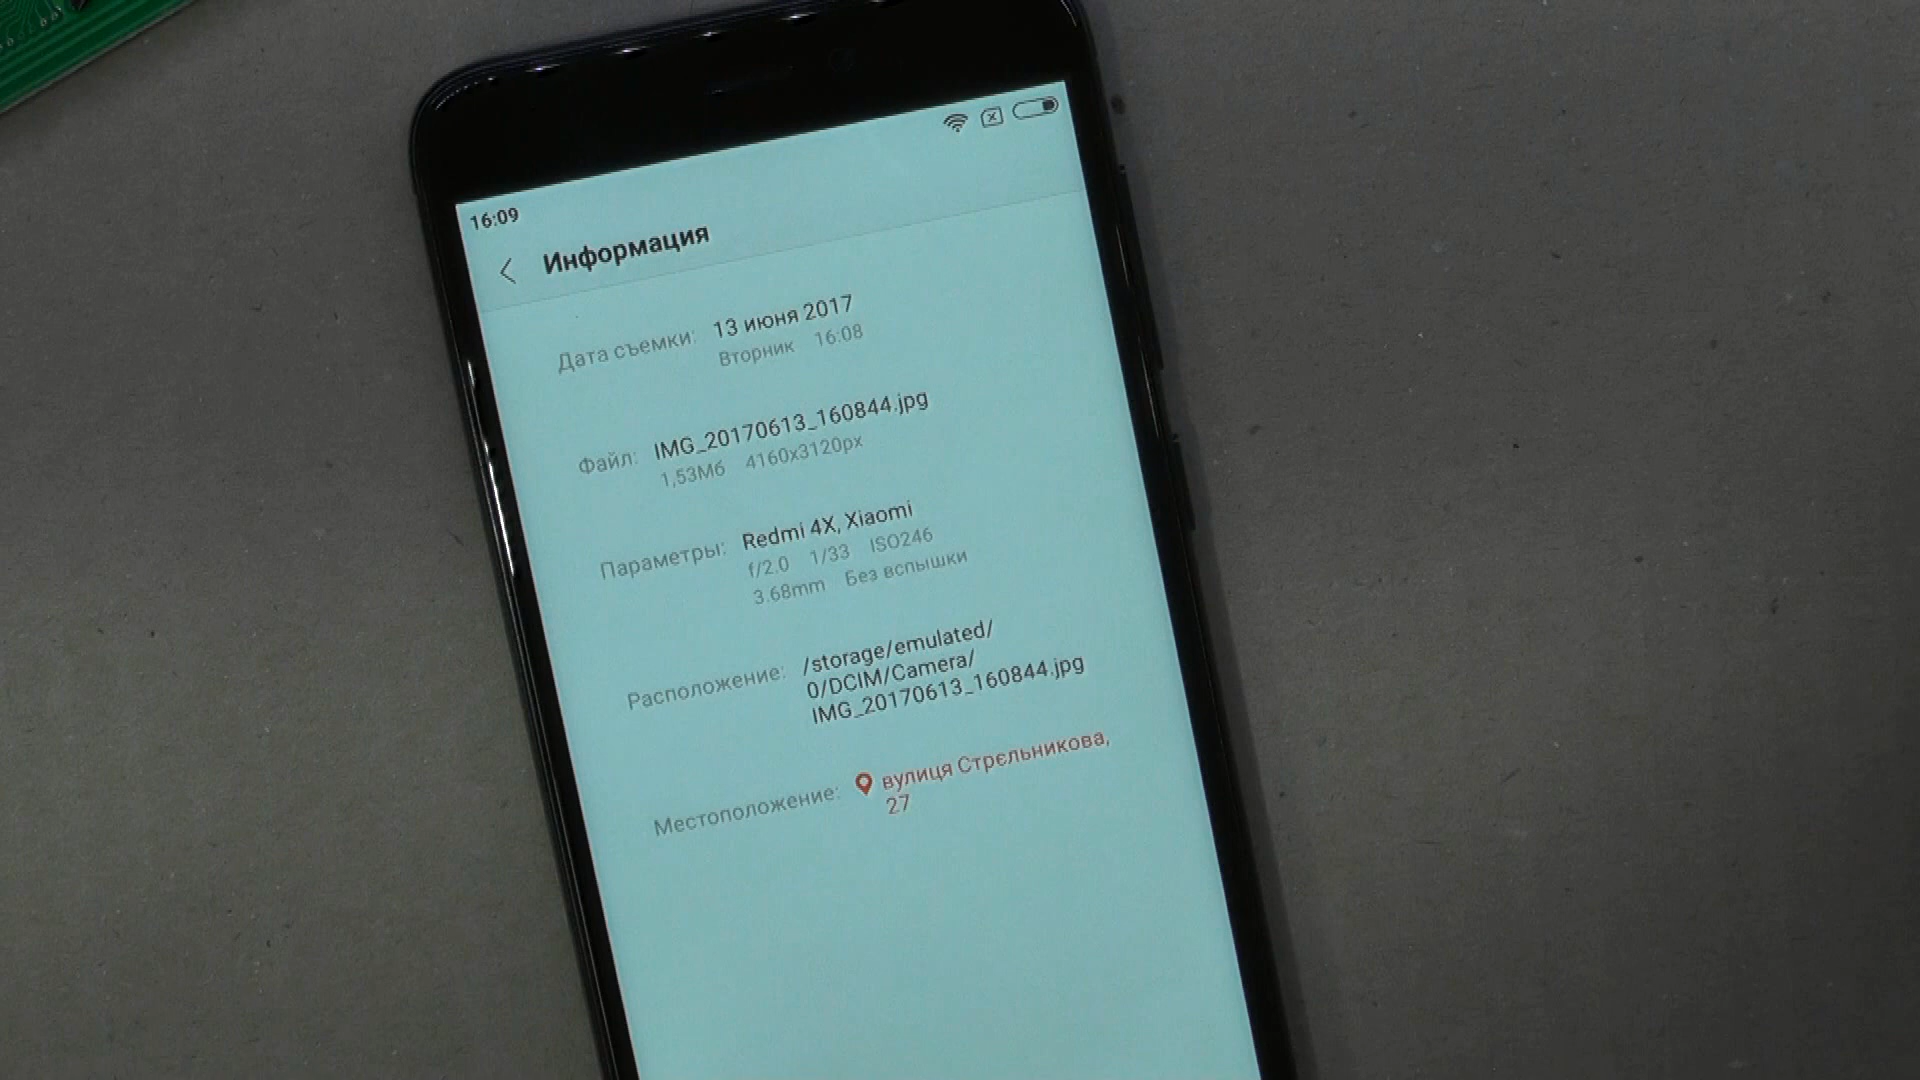 16:09
Информация
Дата съемки: 13 июня 2017
Вторник 16:08
Файл: IMG_20170613_160844.jpg
1,53Мб 4160x3120px
Параметры: Redmi 4X, Xiaomi
f/2.0 1/33 ISO246
3.68mm Без вспышки
Расположение: /storage/emulated/
0/DCIM/Camera/
IMG_20170613_160844.jpg
Местоположение: вулиця Стрєльникова,
27